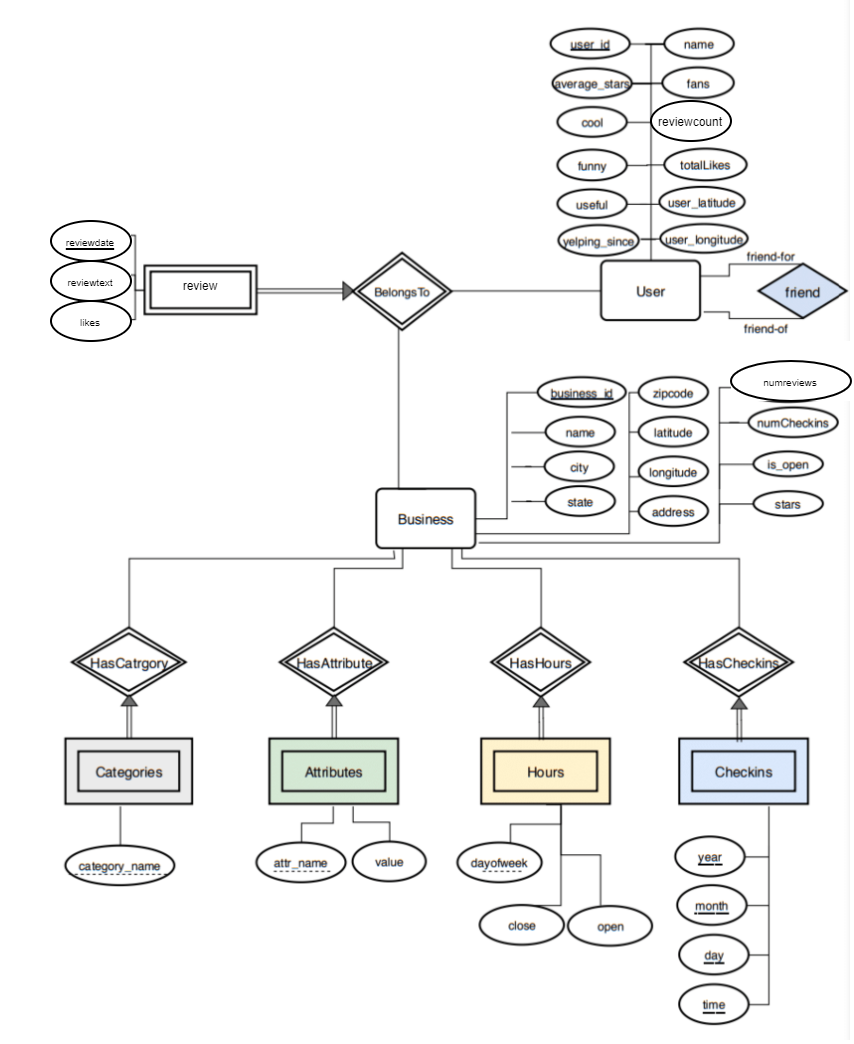 user_id
name
average_stars
fans
cool
reviewcount
funny
totalLikes
useful
user_latitude
yelping_since
user_longitude
reviewdate
reviewtext
likes
review
BelongsTo
User
friend-for
friend
friend-of
business_id
zipcode
numreviews
name
latitude
numCheckins
city
longitude
is_open
state
address
stars
Business
HasCatrgory
HasAttribute
HasHours
HasCheckins
Categories
Attributes
Hours
Checkins
category_name
attr_name
value
dayofweek
close
open
year
month
day
time